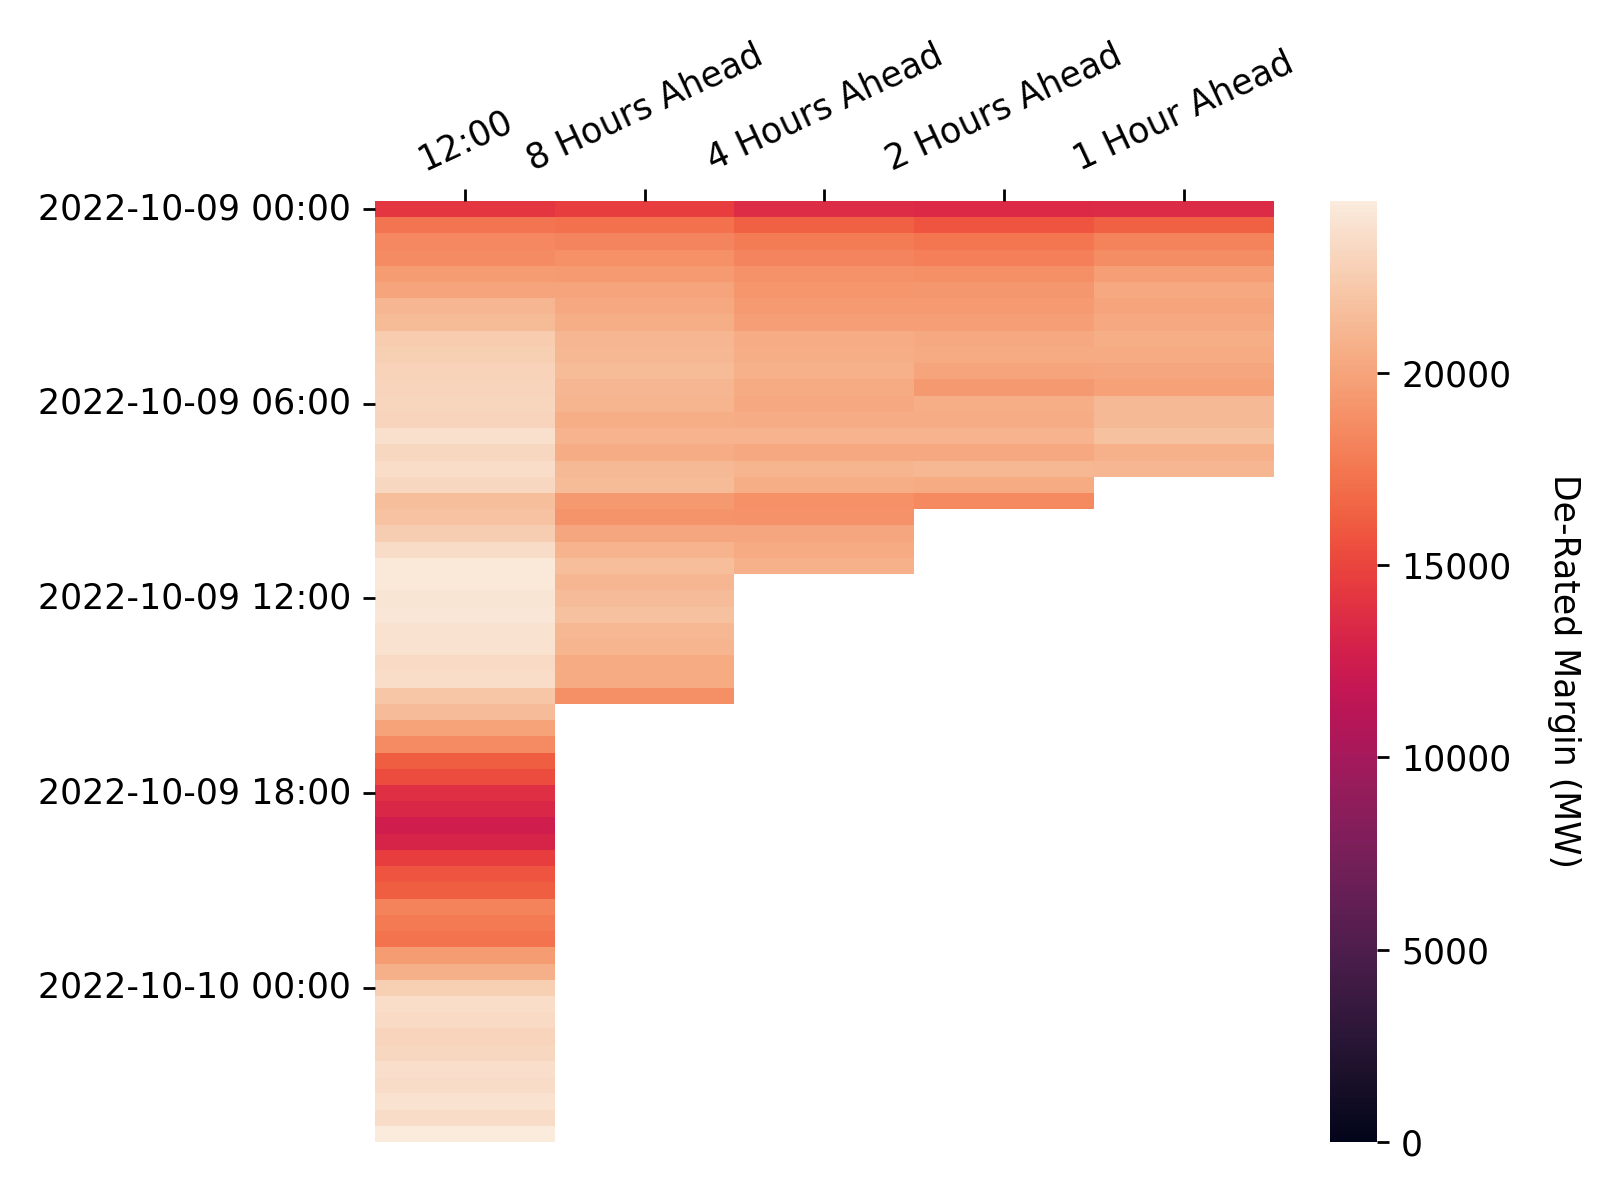 12:00
8 Hours Ahead
4 Hours Ahead
2 Hours Ahead
1 Hour Ahead
2022-10-09 00:00
2022-10-09 06:00
2022-10-09 12:00
2022-10-09 18:00
2022-10-10 00:00
20000
15000
10000
5000
0
De-Rated Margin (MW)